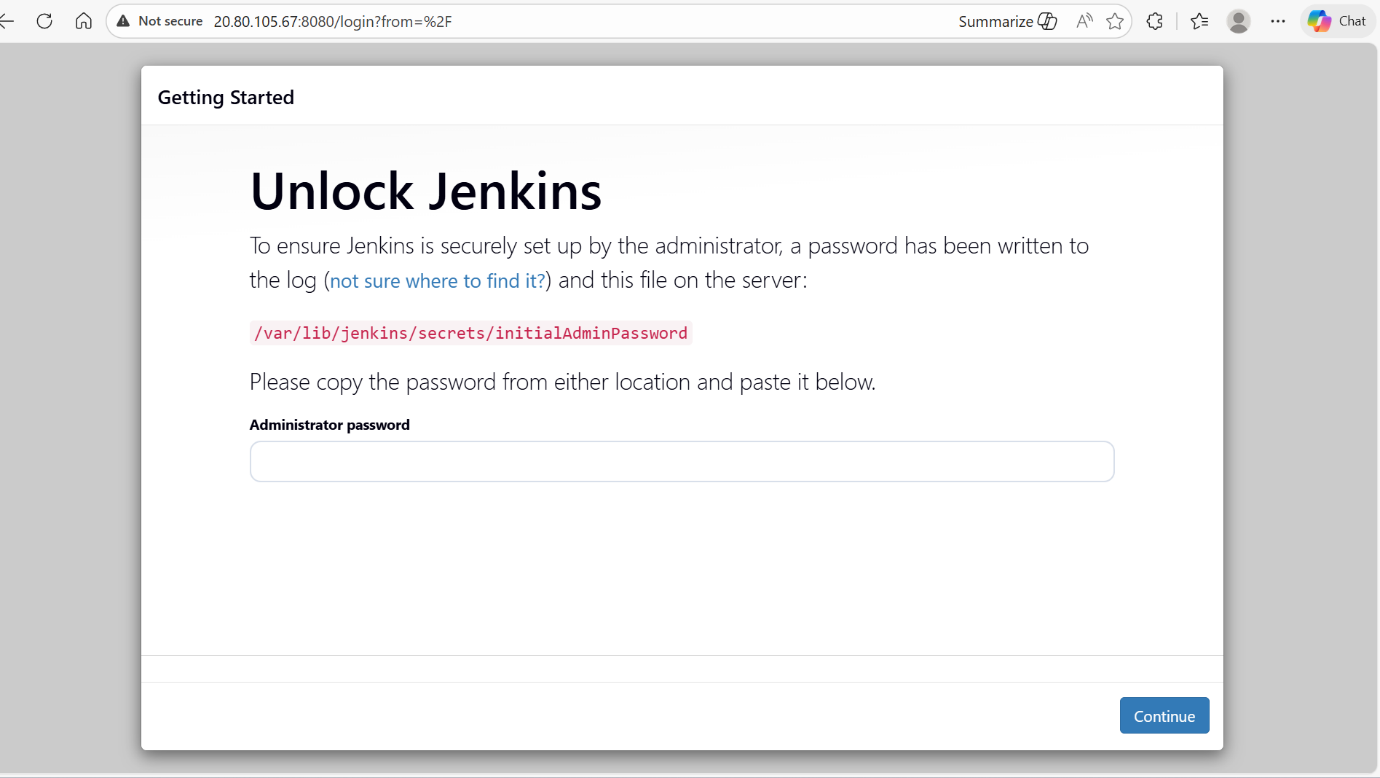 Not secure 20.80.105.67:8080/login?from=%2F Summarize Chat
Getting Started
Unlock Jenkins
To ensure Jenkins is securely set up by the administrator, a password has been written to
the log (not sure where to find it?) and this file on the server:
/var/lib/jenkins/secrets/initialAdminPassword
Please copy the password from either location and paste it below.
Administrator password
Continue